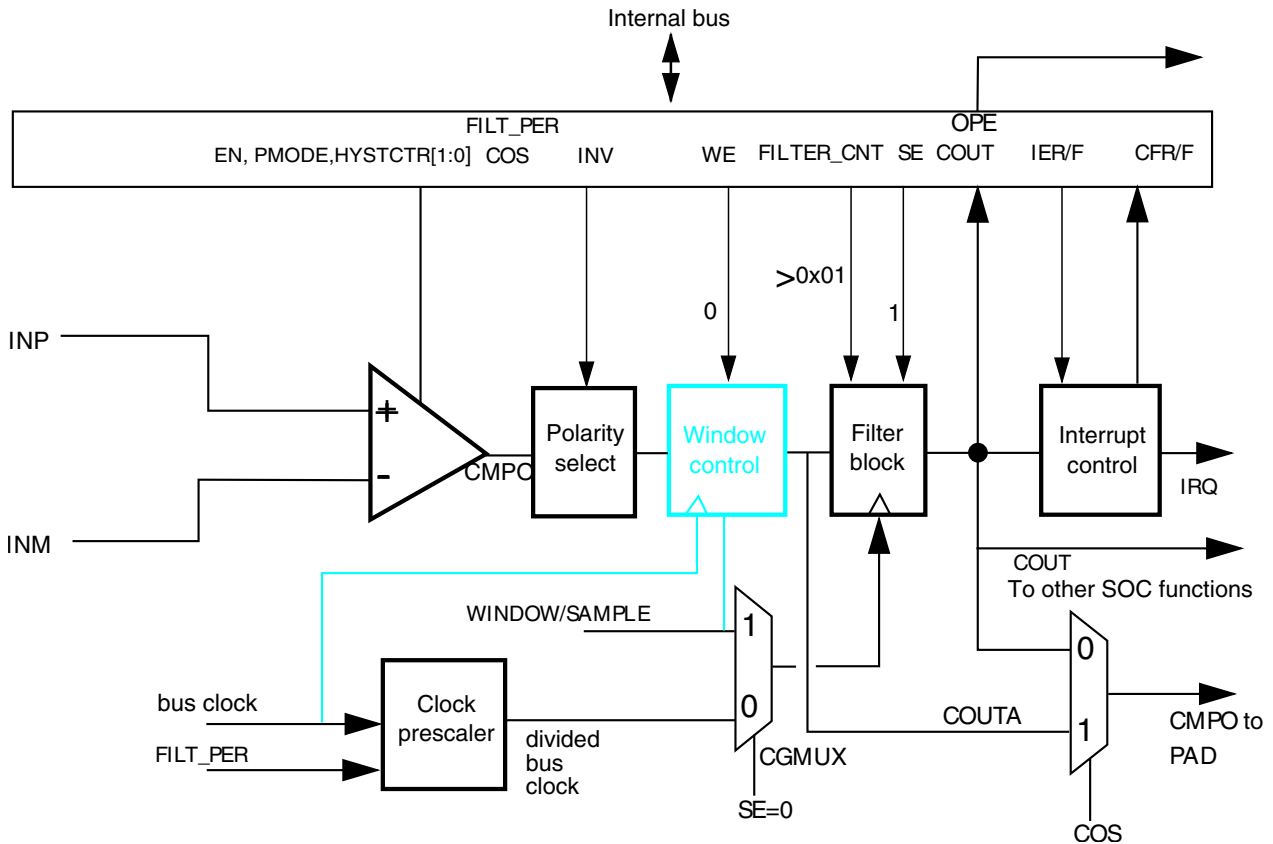 Internal bus
FILT_PER
OPE
EN, PMODE,HYSTCTR[1:0] COS INV WE FILTER_CNT SE COUT IER/F CFR/F
>0x01
0
1
INP
+
-
INM
CMPO
Polarity
select
Window
control
Filter
block
Interrupt
control
IRQ
COUT
To other SOC functions
WINDOW/SAMPLE
1
0
bus clock
FILT_PER
Clock
prescaler
divided
bus
clock
CGMUX
SE=0
COUTA
0
1
CMPO to
PAD
COS